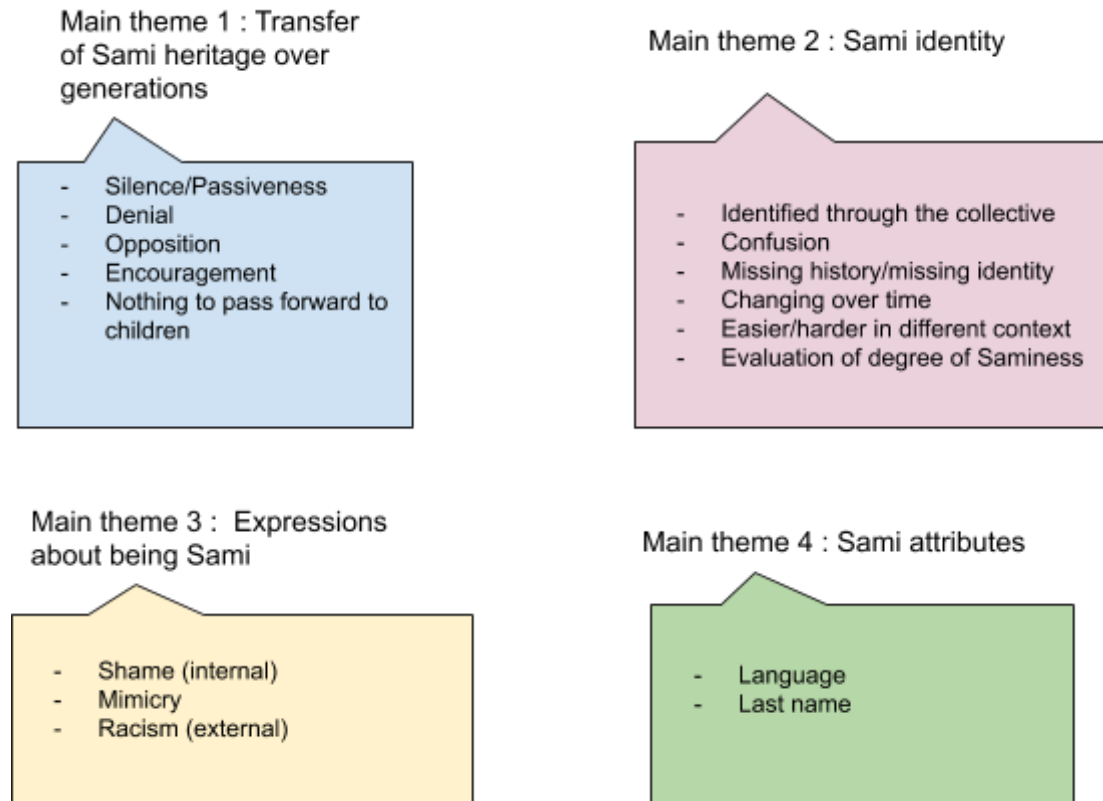 Main theme 1 : Transfer
of Sami heritage over
generations
- Silence/Passiveness
- Denial
- Opposition
- Encouragement
- Nothing to pass forward to
children
Main theme 2 : Sami identity
- Identified through the collective
- Confusion
- Missing history/missing identity
- Changing over time
- Easier/harder in different context
- Evaluation of degree of Saminess
Main theme 3 :  Expressions
about being Sami
- Shame (internal)
- Mimicry
- Racism (external)
Main theme 4 : Sami attributes
- Language
- Last name